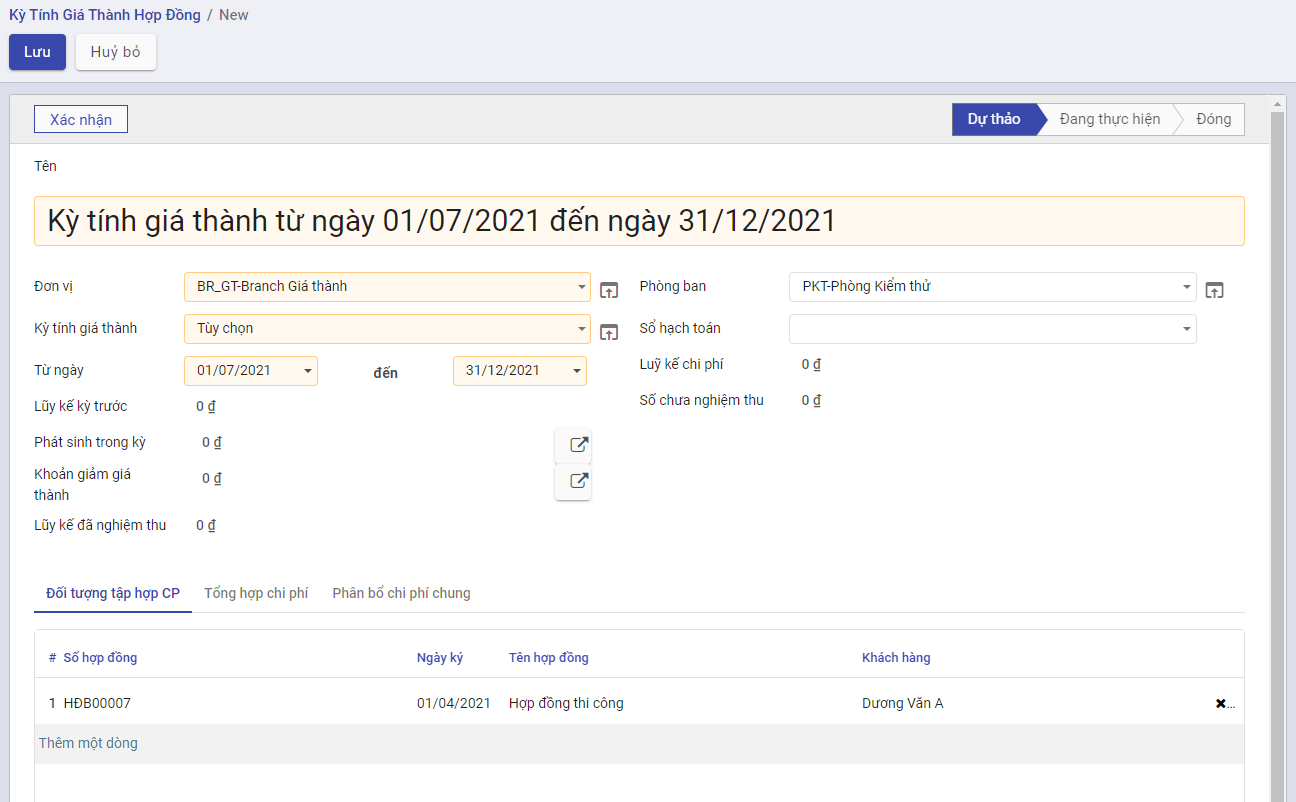 Kỳ Tính Giá Thành Hợp Đồng / New
Lưu Huỷ bỏ
Xác nhận Dự thảo Đang thực hiện Đóng
Tên
Kỳ tính giá thành từ ngày 01/07/2021 đến ngày 31/12/2021
Đơn vị BR_GT-Branch Giá thành Phòng ban PKT-Phòng Kiểm thử
Kỳ tính giá thành Tùy chọn Sổ hạch toán
Từ ngày 01/07/2021 đến 31/12/2021 Luỹ kế chi phí 0 ₫
Lũy kế kỳ trước 0 ₫ Số chưa nghiệm thu 0 ₫
Phát sinh trong kỳ 0 ₫
Khoản giảm giá thành 0 ₫
Lũy kế đã nghiệm thu 0 ₫
Đối tượng tập hợp CP Tổng hợp chi phí Phân bổ chi phí chung
# Số hợp đồng Ngày ký Tên hợp đồng Khách hàng
1 HĐB00007 01/04/2021 Hợp đồng thi công Dương Văn A ✖...
Thêm một dòng